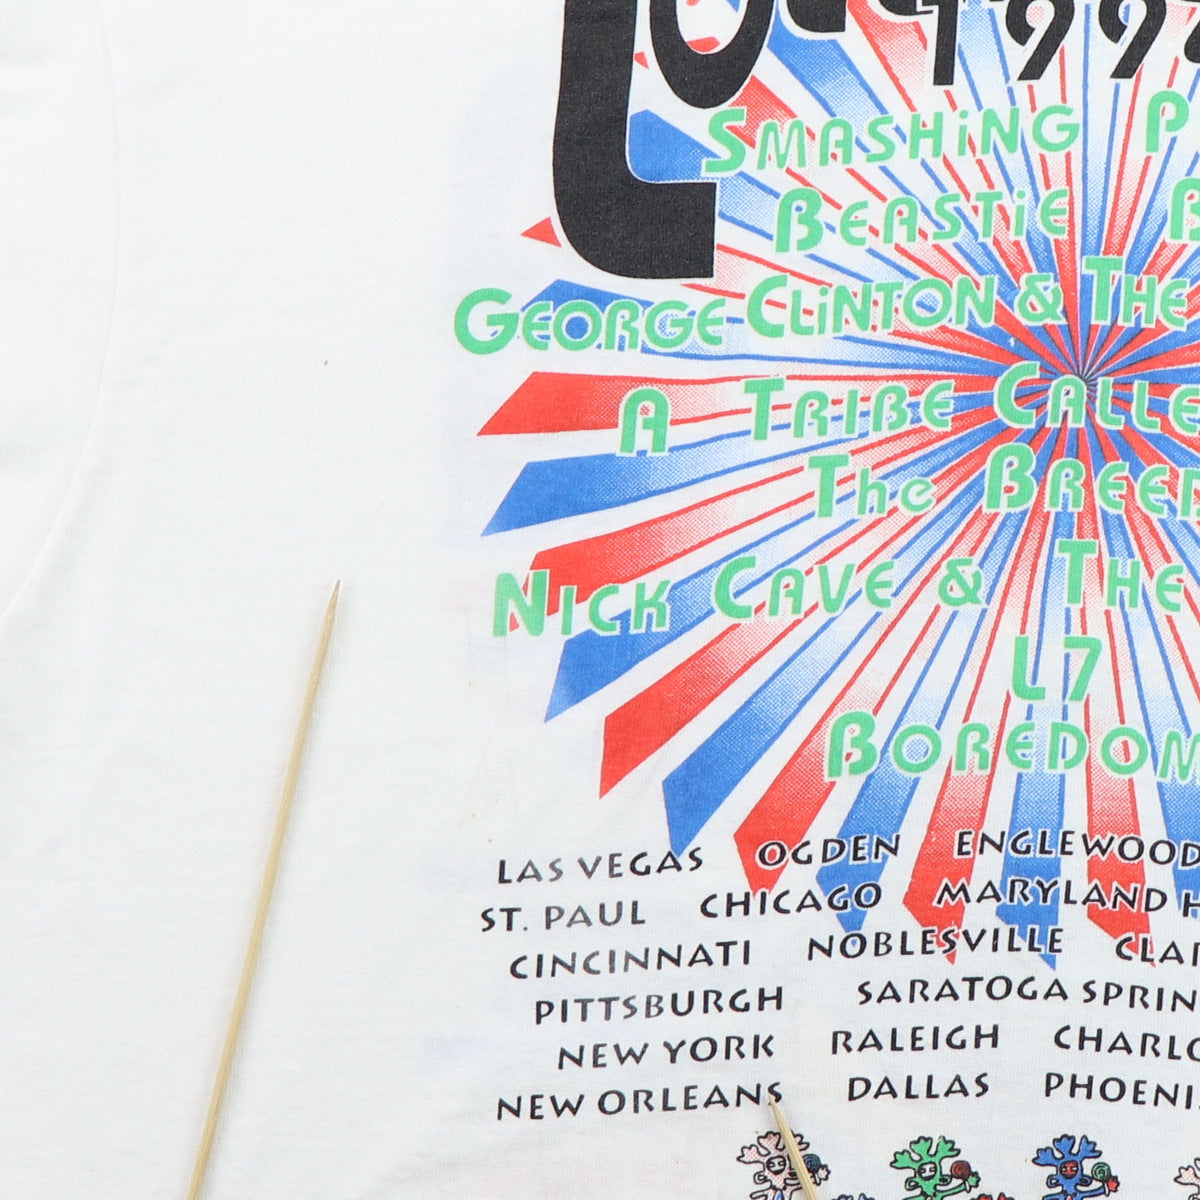 1994
SMASHiNG P
BEASTiE B
GEORGE CLiNTON & THE
A TRIBE CALLE
The BREE
NICK CAVE & THE
L7
BOREDOM
LAS VEGAS OGDEN ENGLEWOOD
ST. PAUL CHICAGO MARYLAND H
CINCINNATI NOBLESVILLE CLA
PITTSBURGH SARATOGA SPRIN
NEW YORK RALEIGH CHARLO
NEW ORLEANS DALLAS PHOENI